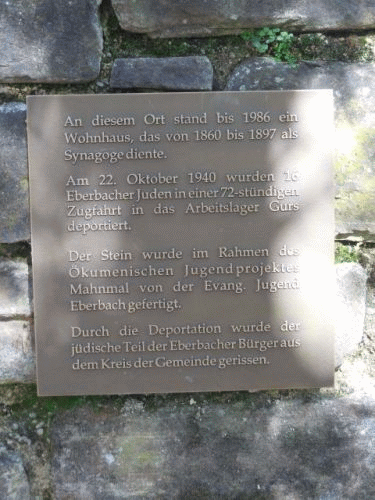 An diesem Ort stand bis 1986 ein
Wohnhaus, das von 1860 bis 1897 als
Synagoge diente.
Am 22. Oktober 1940 wurden 16
Eberbacher Juden in einer 72-stündigen
Zugfahrt in das Arbeitslager Gurs
deportiert.
Der Stein wurde im Rahmen des
Ökumenischen Jugendprojektes
Mahnmal von der Evang. Jugend
Eberbach gefertigt.
Durch die Deportation wurde der
jüdische Teil der Eberbacher Bürger aus
dem Kreis der Gemeinde gerissen.